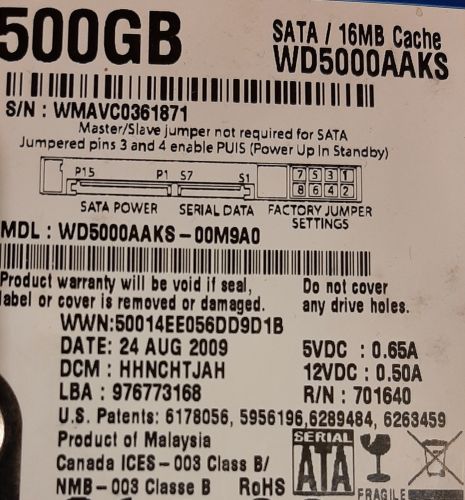 500GB
SATA / 16MB Cache
WD5000AAKS
S/N : WMAVC0361871
Master/Slave jumper not required for SATA
Jumpered pins 3 and 4 enable PUIS (Power Up In Standby)
P15 P1 S7 S1 7 5 3 1
8 6 4 2
SATA POWER SERIAL DATA FACTORY JUMPER SETTINGS
MDL : WD5000AAKS-00M9A0
Product warranty will be void if seal,
label or cover is removed or damaged.
Do not cover
any drive holes.
WWN:50014EE056DD9D1B
DATE: 24 AUG 2009
DCM : HHNCHTJAH
LBA : 976773168
5VDC : 0.65A
12VDC : 0.50A
R/N : 701640
U.S. Patents: 6178056, 5956196,6289484, 6263459
Product of Malaysia
Canada ICES-003 Class B/
NMB-003 Classe B RoHS
SERIAL
ATA
FRAGILE